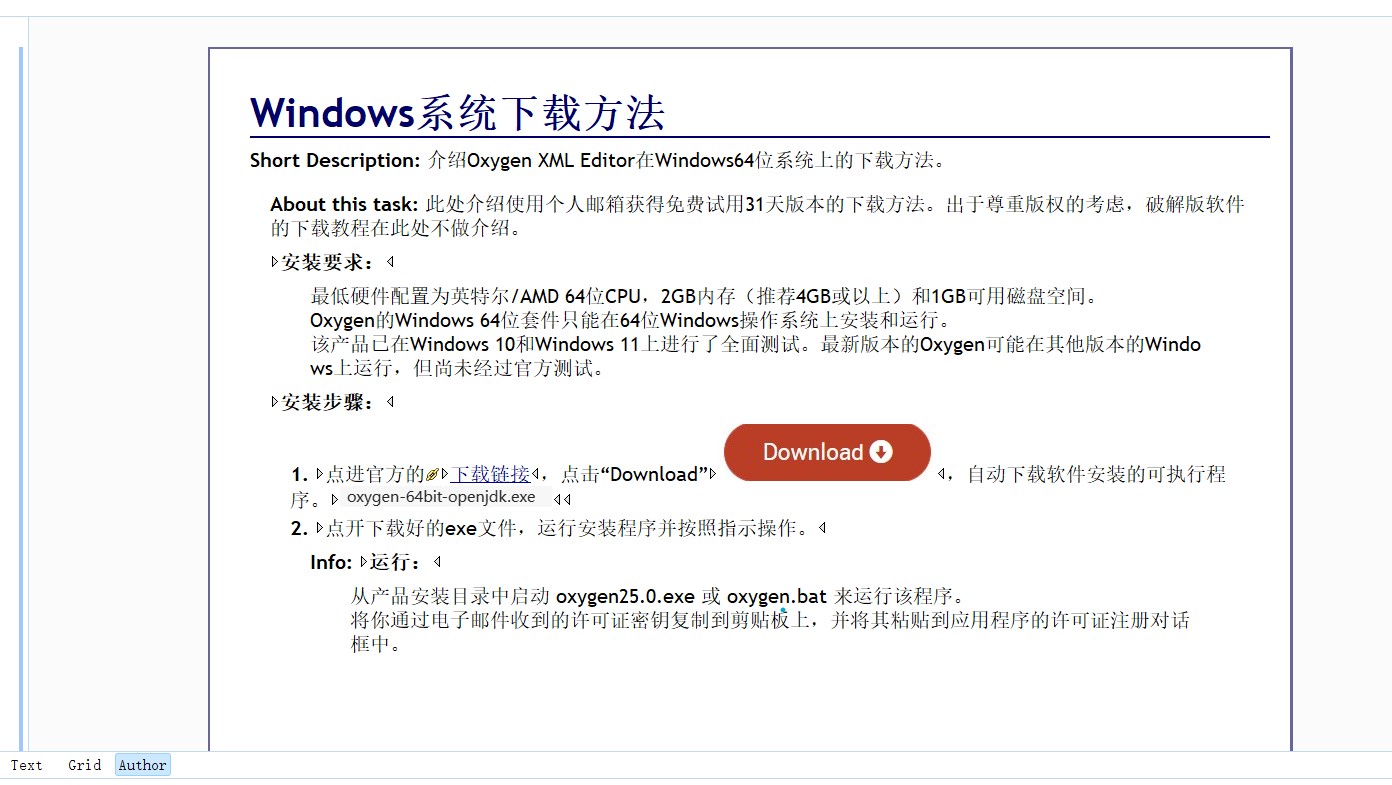 Windows系统下载方法
Short Description: 介绍Oxygen XML Editor在Windows64位系统上的下载方法。
About this task: 此处介绍使用个人邮箱获得免费试用31天版本的下载方法。出于尊重版权的考虑，破解版软件
的下载教程在此处不做介绍。
安装要求：
最低硬件配置为英特尔/AMD 64位CPU，2GB内存（推荐4GB或以上）和1GB可用磁盘空间。
Oxygen的Windows 64位套件只能在64位Windows操作系统上安装和运行。
该产品已在Windows 10和Windows 11上进行了全面测试。最新版本的Oxygen可能在其他版本的Windo
ws上运行，但尚未经过官方测试。
安装步骤：
1. 点进官方的下载链接，点击“Download” Download ，自动下载软件安装的可执行程
序。 oxygen-64bit-openjdk.exe
2. 点开下载好的exe文件，运行安装程序并按照指示操作。
Info: 运行：
从产品安装目录中启动 oxygen25.0.exe 或 oxygen.bat 来运行该程序。
将你通过电子邮件收到的许可证密钥复制到剪贴板上，并将其粘贴到应用程序的许可证注册对话
框中。
Text Grid Author